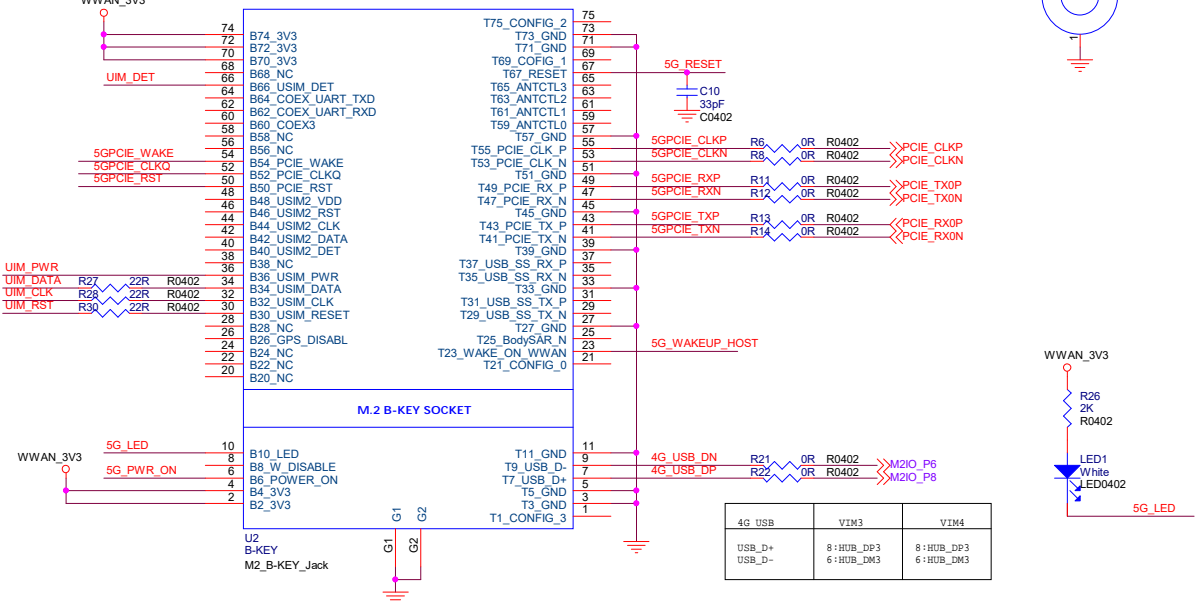 WWAN_3V3
74 B74_3V3
72 B72_3V3
70 B70_3V3
68 B68_NC
UIM_DET 66 B66_USIM_DET
64 B64_COEX_UART_TXD
62 B62_COEX_UART_RXD
60 B60_COEX3
58 B58_NC
56 B56_NC
5GPCIE_WAKE 54 B54_PCIE_WAKE
5GPCIE_CLKQ 52 B52_PCIE_CLKQ
5GPCIE_RST 50 B50_PCIE_RST
48 B48_USIM2_VDD
46 B46_USIM2_RST
44 B44_USIM2_CLK
42 B42_USIM2_DATA
40 B40_USIM2_DET
38 B38_NC
UIM_PWR 36 B36_USIM_PWR
UIM_DATA R27 22R R0402 34 B34_USIM_DATA
UIM_CLK R28 22R R0402 32 B32_USIM_CLK
UIM_RST R30 22R R0402 30 B30_USIM_RESET
28 B28_NC
26 B26_GPS_DISABL
24 B24_NC
22 B22_NC
20 B20_NC
T75_CONFIG_2 75
T73_GND 73
T71_GND 71
T69_COFIG_1 69
T67_RESET 67 5G_RESET
T65_ANTCTL3 65
T63_ANTCTL2 63
T61_ANTCTL1 61
T59_ANTCTL0 59
C10
33pF
C0402
T57_GND 57
T55_PCIE_CLK_P 55 5GPCIE_CLKP R6 0R R0402 PCIE_CLKP
T53_PCIE_CLK_N 53 5GPCIE_CLKN R8 0R R0402 PCIE_CLKN
T51_GND 51
T49_PCIE_RX_P 49 5GPCIE_RXP R11 0R R0402 PCIE_TX0P
T47_PCIE_RX_N 47 5GPCIE_RXN R12 0R R0402 PCIE_TX0N
T45_GND 45
T43_PCIE_TX_P 43 5GPCIE_TXP R13 0R R0402 PCIE_RX0P
T41_PCIE_TX_N 41 5GPCIE_TXN R14 0R R0402 PCIE_RX0N
T39_GND 39
T37_USB_SS_RX_P 37
T35_USB_SS_RX_N 35
T33_GND 33
T31_USB_SS_TX_P 31
T29_USB_SS_TX_N 29
T27_GND 27
T25_BodySAR_N 25
T23_WAKE_ON_WWAN 23 5G_WAKEUP_HOST
T21_CONFIG_0 21
1
M.2 B-KEY SOCKET
WWAN_3V3
5G_LED 10 B10_LED
8 B8_W_DISABLE
5G_PWR_ON 6 B6_POWER_ON
4 B4_3V3
2 B2_3V3
T11_GND 11
T9_USB_D- 9 4G_USB_DN R21 0R R0402 M2IO_P6
T7_USB_D+ 7 4G_USB_DP R22 0R R0402 M2IO_P8
T5_GND 5
T3_GND 3
T1_CONFIG_3 1
G1 G2
G1 G2
U2
B-KEY
M2_B-KEY_Jack
4G USB VIM3 VIM4
USB_D+ 8:HUB_DP3 8:HUB_DP3
USB_D- 6:HUB_DM3 6:HUB_DM3
WWAN_3V3
R26
2K
R0402
LED1
White
LED0402
5G_LED